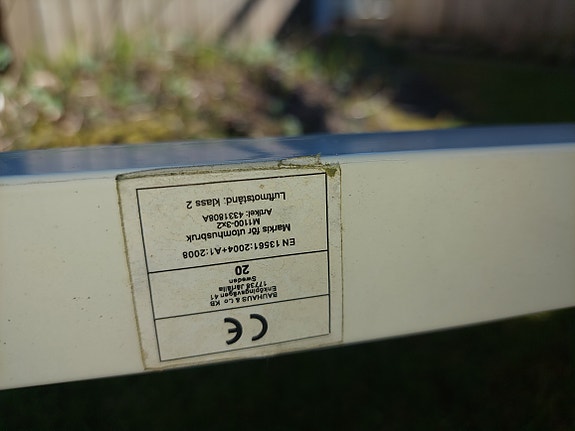 CE
BAUHAUS & Co KB
Enköpingsvägen 41
17738 Järfälla
Sweden
20
EN 13561:2004+A1:2008
Markis för utomhusbruk
M1100-3x2
Artikel: 4331808A
Luftmotstånd: klass 2